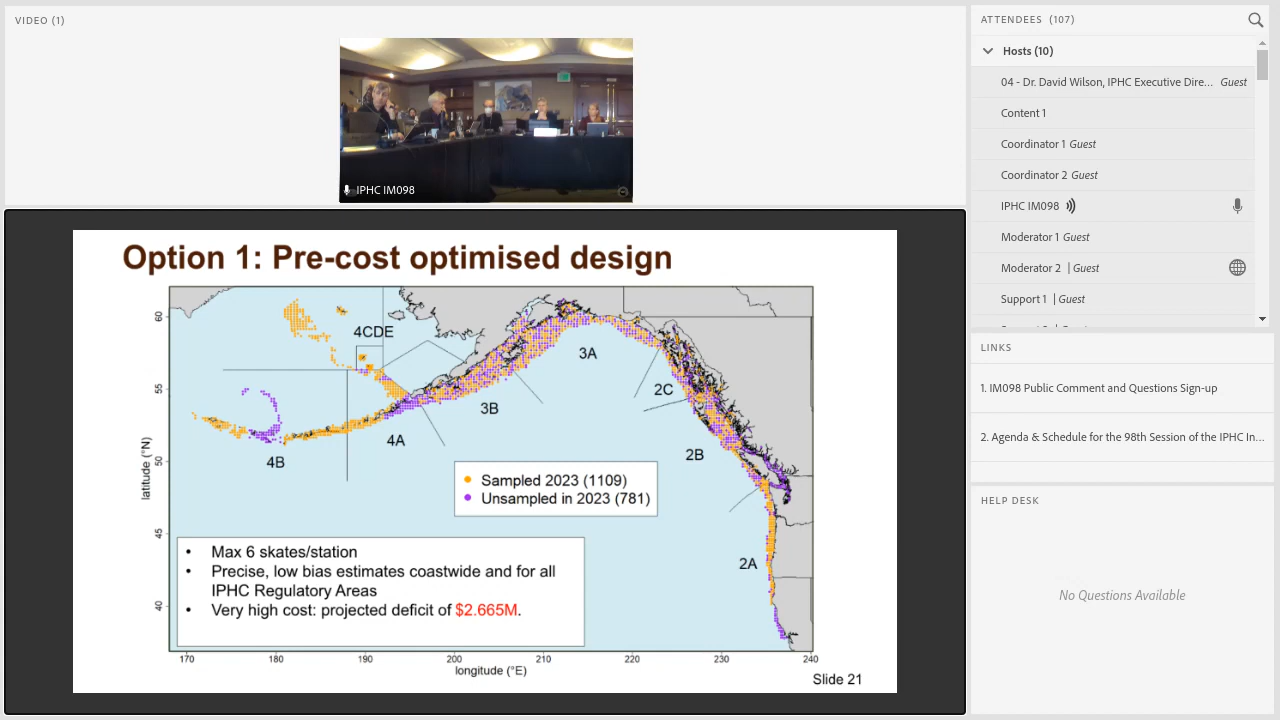 VIDEO (1)
IPHC IM098
Option 1: Pre-cost optimised design
60
55
50
45
40
latitude (°N)
4CDE
3A
2C
3B
4A
2B
4B
2A
Sampled 2023 (1109)
Unsampled in 2023 (781)
• Max 6 skates/station
• Precise, low bias estimates coastwide and for all
IPHC Regulatory Areas
• Very high cost: projected deficit of $2.665M.
170 180 190 200 210 220 230 240
longitude (°E)
Slide 21
ATTENDEES (107)
Hosts (10)
04 - Dr. David Wilson, IPHC Executive Dire... Guest
Content 1
Coordinator 1 Guest
Coordinator 2 Guest
IPHC IM098
Moderator 1 Guest
Moderator 2 | Guest
Support 1 | Guest
LINKS
1. IM098 Public Comment and Questions Sign-up
2. Agenda & Schedule for the 98th Session of the IPHC In...
HELP DESK
No Questions Available